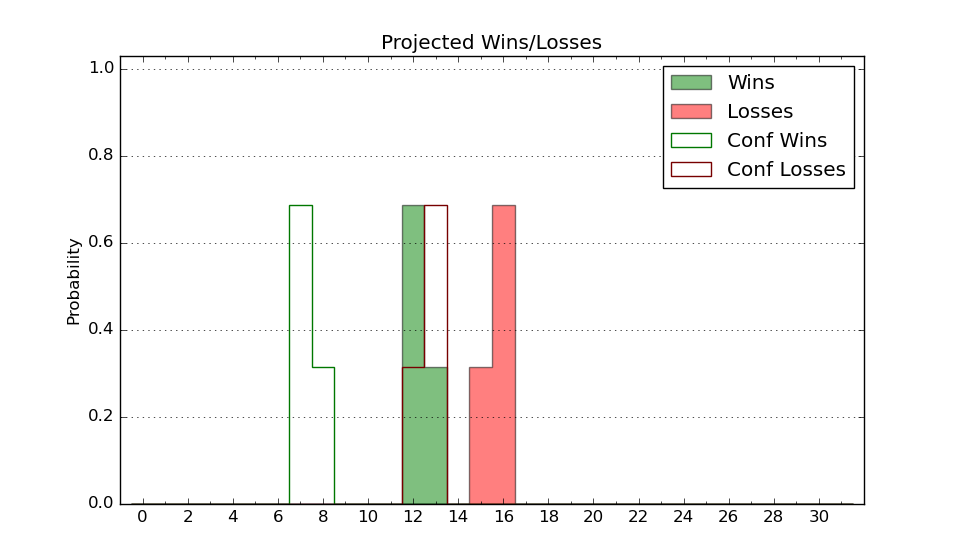 Projected Wins/Losses
1.0
0.8
0.6
0.4
0.2
0.0
Probability
Wins
Losses
Conf Wins
Conf Losses
0 2 4 6 8 10 12 14 16 18 20 22 24 26 28 30